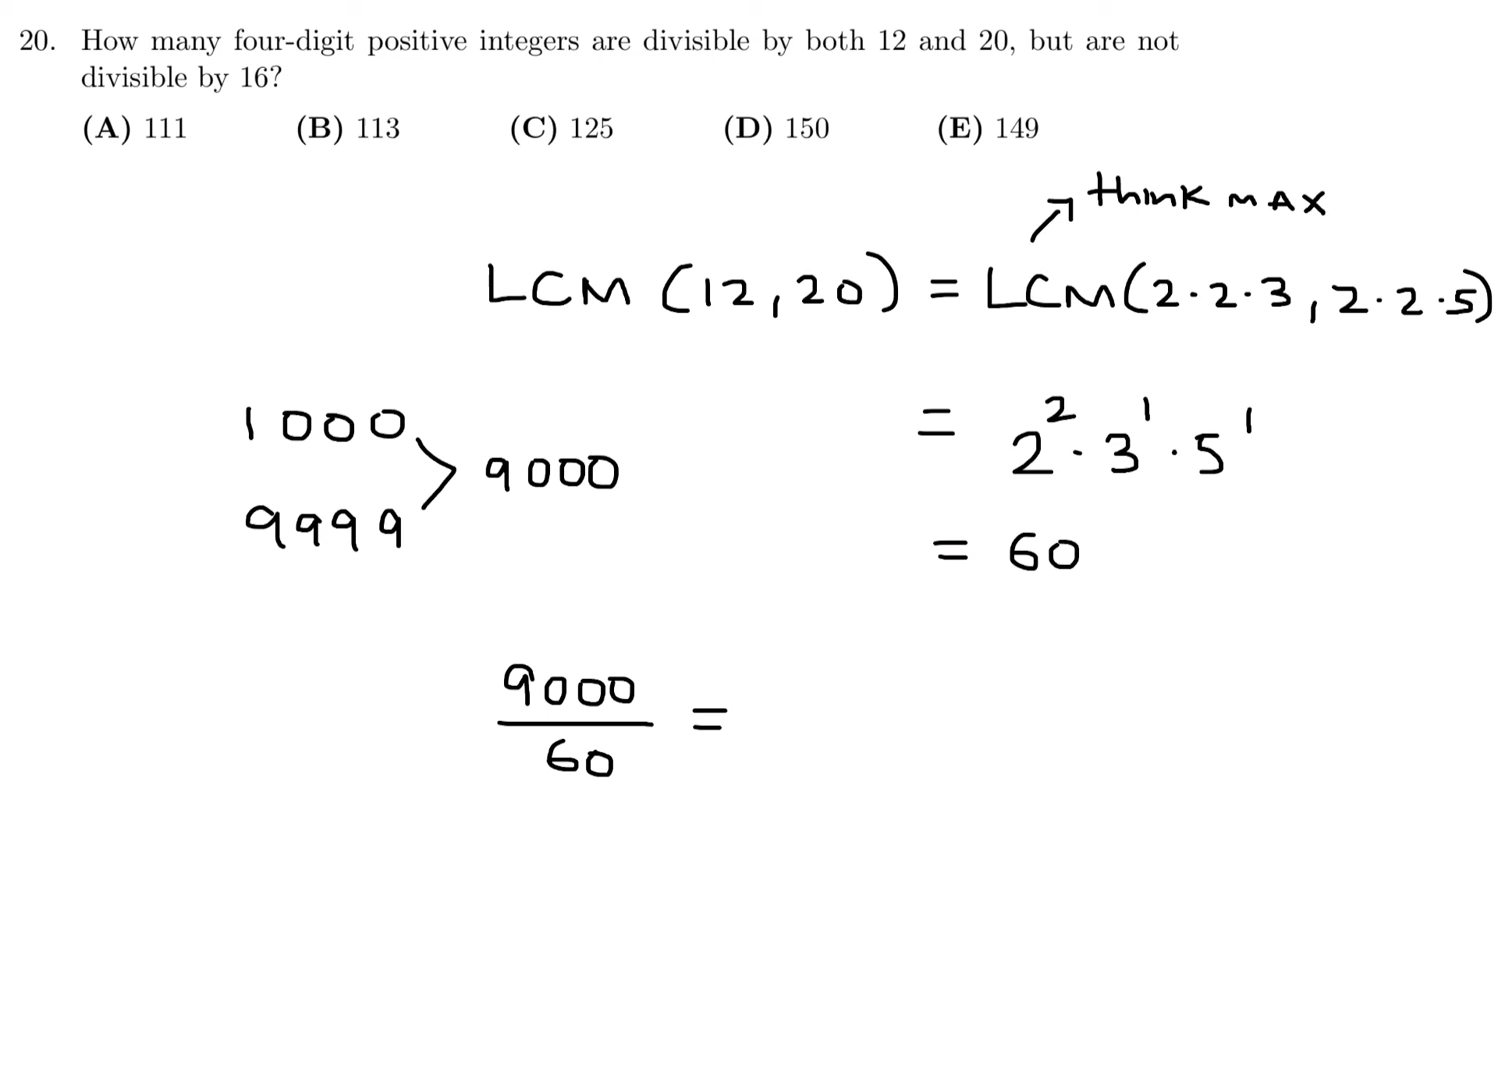 20. How many four-digit positive integers are divisible by both 12 and 20, but are not
divisible by 16?
(A) 111 (B) 113 (C) 125 (D) 150 (E) 149
think MAX
LCM (12,20) = LCM(2·2·3, 2·2·5)
1000
9999
9000
= 2²·3¹·5¹
= 60
9000
60
=